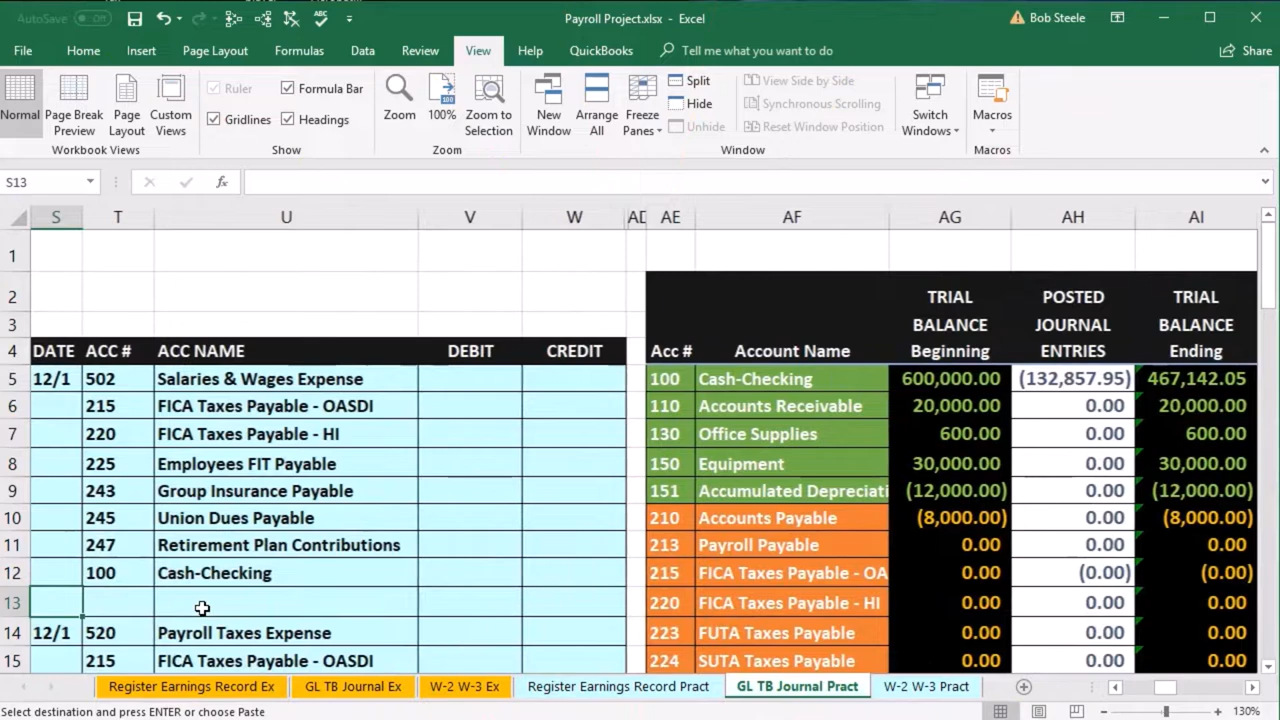 AutoSave Off Payroll Project.xlsx - Excel Bob Steele
File Home Insert Page Layout Formulas Data Review View Help QuickBooks Tell me what you want to do Share
Normal Page Break Preview Page Layout Custom Views
Ruler Formula Bar
Gridlines Headings
Zoom 100% Zoom to Selection
New Window Arrange All Freeze Panes
Split
Hide
Unhide
View Side by Side
Synchronous Scrolling
Reset Window Position
Switch Windows Macros
Workbook Views Show Zoom Window Macros
S13 fx
S T U V W AD AE AF AG AH AI
1
2 TRIAL POSTED TRIAL
3 BALANCE JOURNAL BALANCE
4 DATE ACC # ACC NAME DEBIT CREDIT Acc # Account Name Beginning ENTRIES Ending
5 12/1 502 Salaries & Wages Expense 100 Cash-Checking 600,000.00 (132,857.95) 467,142.05
6 215 FICA Taxes Payable - OASDI 110 Accounts Receivable 20,000.00 0.00 20,000.00
7 220 FICA Taxes Payable - HI 130 Office Supplies 600.00 0.00 600.00
8 225 Employees FIT Payable 150 Equipment 30,000.00 0.00 30,000.00
9 243 Group Insurance Payable 151 Accumulated Depreciati (12,000.00) 0.00 (12,000.00)
10 245 Union Dues Payable 210 Accounts Payable (8,000.00) 0.00 (8,000.00)
11 247 Retirement Plan Contributions 213 Payroll Payable 0.00 0.00 0.00
12 100 Cash-Checking 215 FICA Taxes Payable - OA 0.00 (0.00) (0.00)
13 220 FICA Taxes Payable - HI 0.00 0.00 0.00
14 12/1 520 Payroll Taxes Expense 223 FUTA Taxes Payable 0.00 0.00 0.00
15 215 FICA Taxes Payable - OASDI 224 SUTA Taxes Payable 0.00 0.00 0.00
Register Earnings Record Ex GL TB Journal Ex W-2 W-3 Ex Register Earnings Record Pract GL TB Journal Pract W-2 W-3 Pract
Select destination and press ENTER or choose Paste 130%